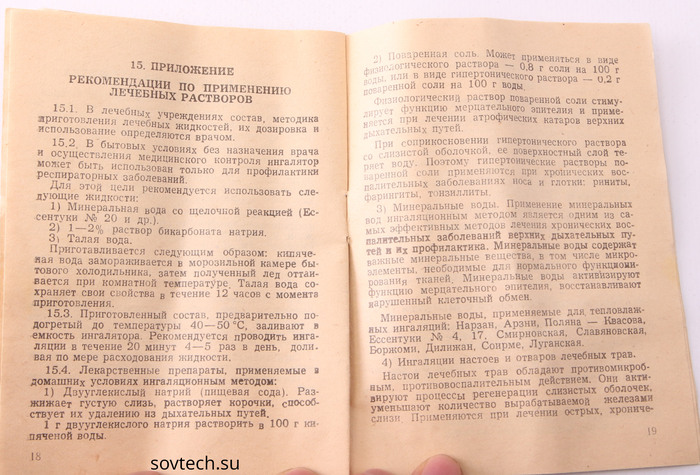 15. ПРИЛОЖЕНИЕ
РЕКОМЕНДАЦИИ ПО ПРИМЕНЕНИЮ
ЛЕЧЕБНЫХ РАСТВОРОВ
15.1. В лечебных учреждениях состав, методика
приготовления лечебных жидкостей, их дозировка и
использование определяются врачом.
15.2. В бытовых условиях без назначения врача
и осуществления медицинского контроля ингалятор
может быть использован только для профилактики
респираторных заболеваний.
Для этой цели рекомендуется использовать сле-
дующие жидкости:
1) Минеральная вода со щелочной реакцией (Ес-
сентуки № 20 и др.).
2) 1—2% раствор бикарбоната натрия.
3) Талая вода.
Приготавливается следующим образом: кипяче-
ная вода замораживается в морозильной камере бы-
тового холодильника, затем полученный лед оттаи-
вается при комнатной температуре. Талая вода со-
храняет свои свойства в течение 12 часов с момента
приготовления.
15.3. Приготовленный состав, предварительно по-
догретый до температуры 40—50 °С, заливают в
емкость ингалятора. Рекомендуется проводить инга-
ляции в течение 20 минут 4—5 раз в день, доли-
вая по мере расходования жидкости.
15.4. Лекарственные препараты, применяемые в
домашних условиях ингаляционным методом:
1) Двууглекислый натрий (пищевая сода). Раз-
жижает густую слизь, растворяет корочки, способ-
ствует их удалению из дыхательных путей.
1 г двууглекислого натрия растворить в 100 г ки-
пяченой воды.
18
2) Поваренная соль. Может применяться в виде
физиологического раствора — 0,8 г соли на 100 г
воды, или в виде гипертонического раствора — 0,2 г
поваренной соли на 100 г воды.
Физиологический раствор поваренной соли стиму-
лирует функцию мерцательного эпителия и приме-
няется при лечении атрофических катаров верхних
дыхательных путей.
При соприкосновении гипертонического раствора
со слизистой оболочкой, ее поверхностный слой те-
ряет воду. Поэтому гипертонические растворы по-
варенной соли применяются при хронических вос-
палительных заболеваниях носа и глотки: риниты,
фарингиты, тонзиллиты.
3) Минеральные воды. Применение минеральных
вод ингаляционным методом является одним из са-
мых эффективных методов лечения хронических вос-
палительных заболеваний верхних дыхательных пу-
тей и их профилактика. Минеральные воды содержат
важные минеральные вещества, в том числе микро-
элементы, необходимые для нормального функциони-
рования тканей. Минеральные воды активизируют
функцию мерцательного эпителия, восстанавливают
нарушенный клеточный обмен.
Минеральные воды, применяемые для тепловлаж-
ных ингаляций: Нарзан, Арзни, Поляна — Квасова,
Ессентуки № 4, 17, Смирновская, Славяновская,
Боржоми, Дилижан, Соирме, Луганская.
4) Ингаляции настоев и отваров лечебных трав.
Настои лечебных трав обладают противомикроб-
ным, противовоспалительным действием. Они акти-
вируют процессы регенерации слизистых оболочек,
уменьшают количество вырабатываемой железами
слизи. Применяются при лечении острых, хрониче-
19
sovtech.su